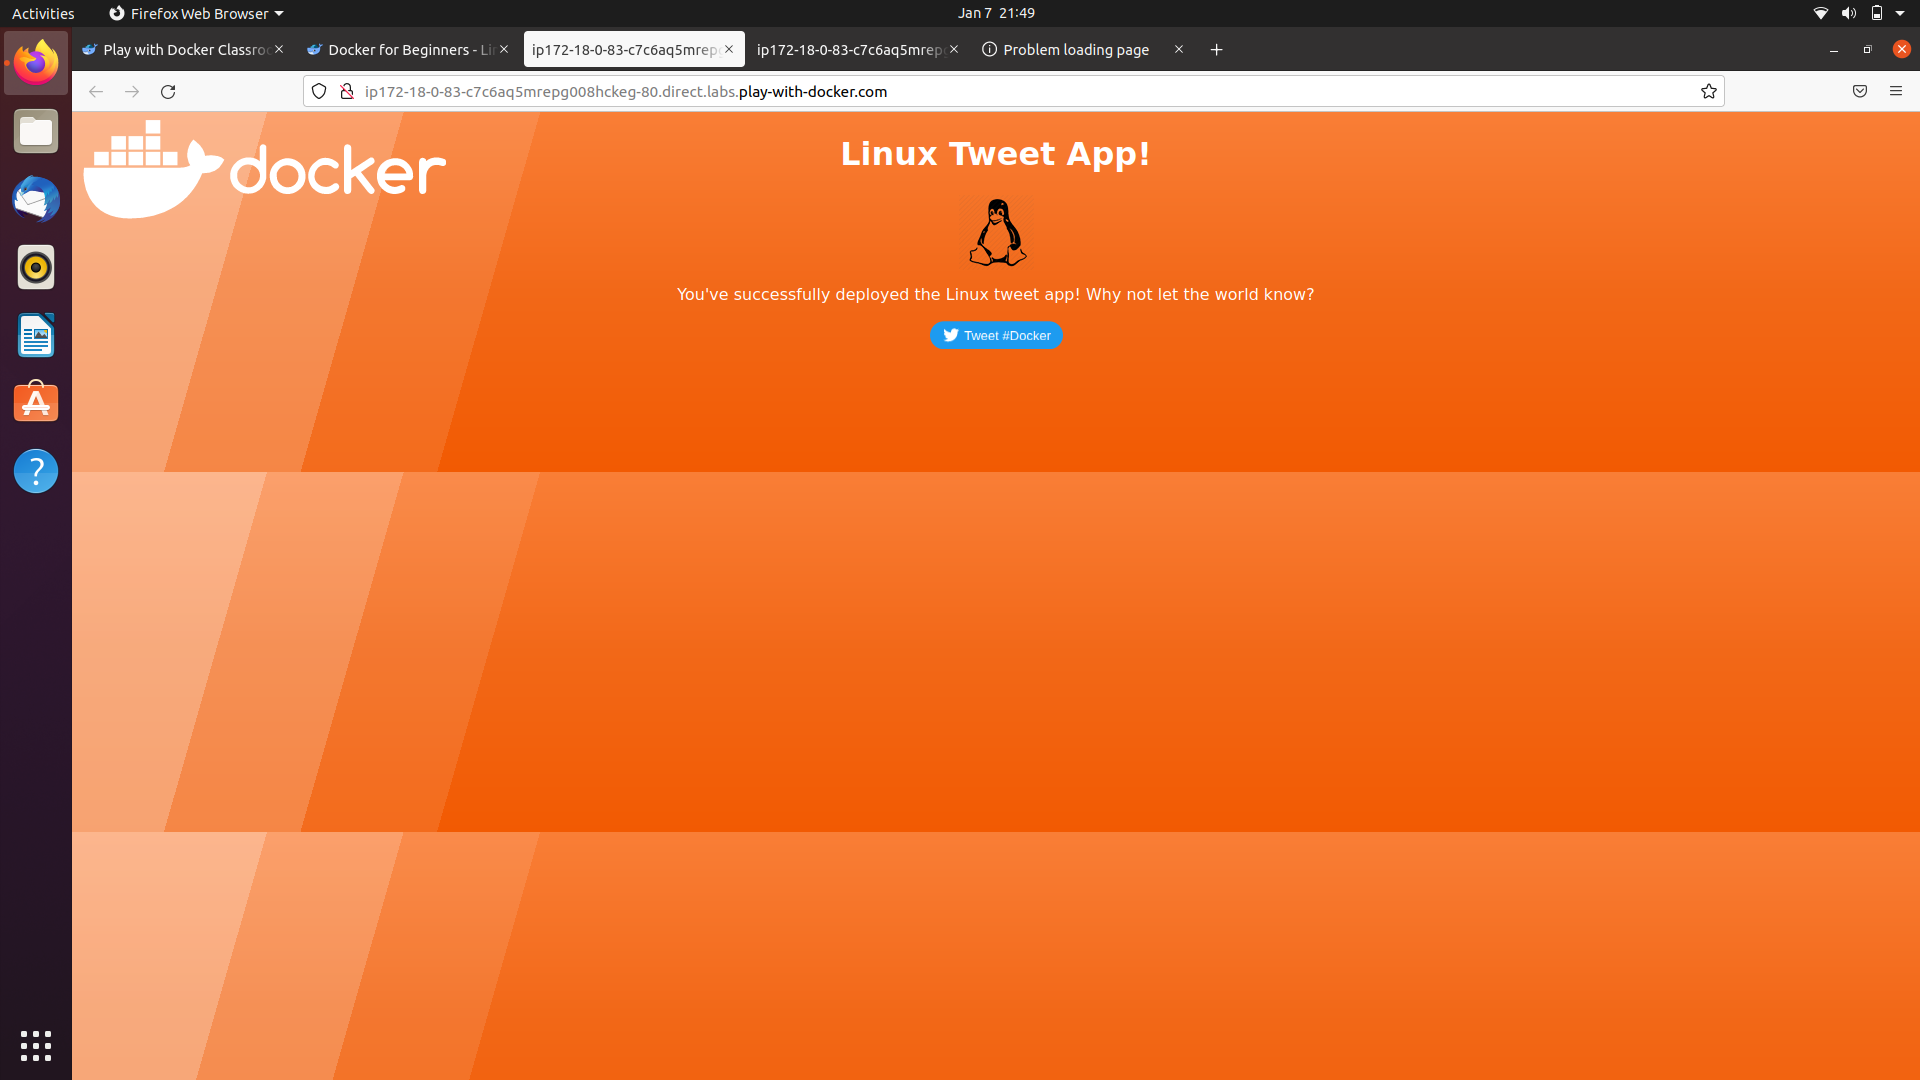 Activities
Firefox Web Browser
Jan 7 21:49
Play with Docker Classroo
Docker for Beginners - Li
ip172-18-0-83-c7c6aq5mrepg
ip172-18-0-83-c7c6aq5mrep
Problem loading page
ip172-18-0-83-c7c6aq5mrepg008hckeg-80.direct.labs.play-with-docker.com
docker
Linux Tweet App!
You've successfully deployed the Linux tweet app! Why not let the world know?
Tweet #Docker